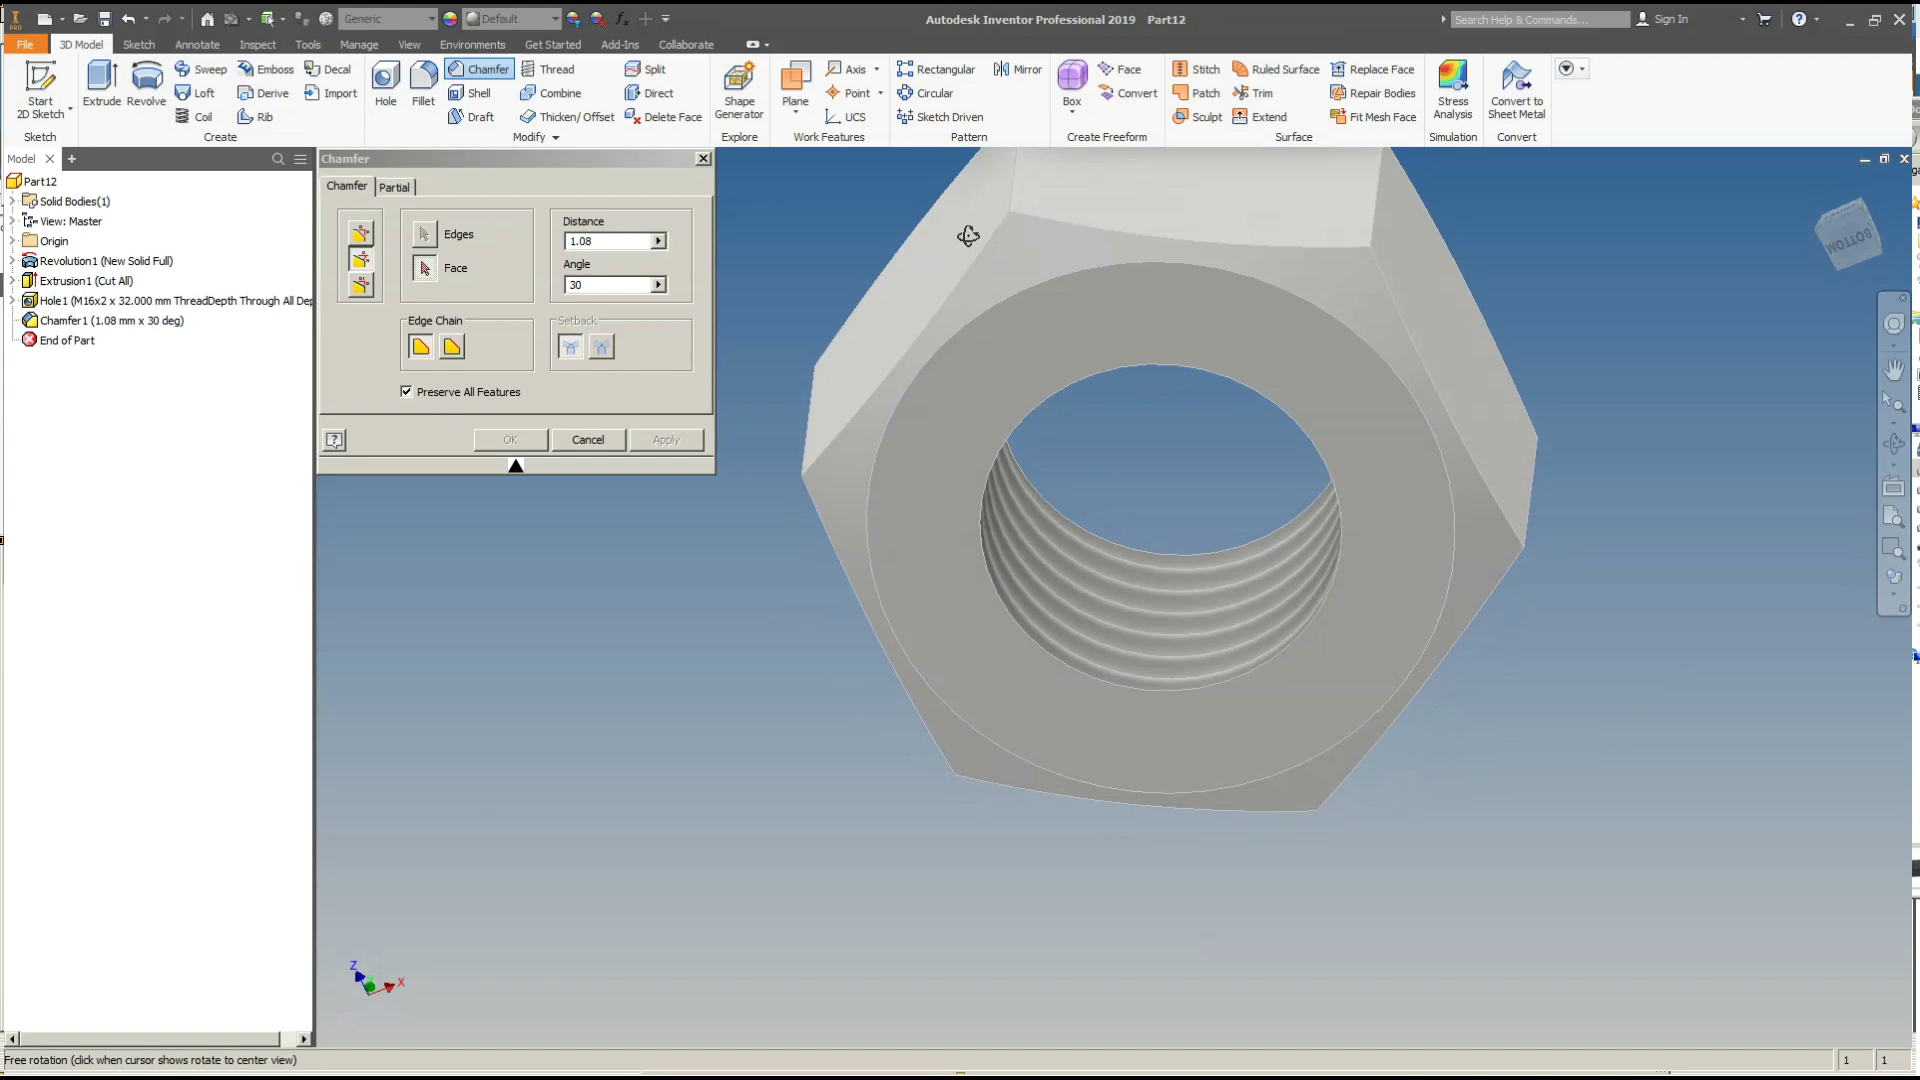 Generic
Default
Autodesk Inventor Professional 2019 Part12
Search Help & Commands...
Sign In
File 3D Model Sketch Annotate Inspect Tools Manage View Environments Get Started Add-Ins Collaborate
Start 2D Sketch
Extrude
Revolve
Sweep
Emboss
Decal
Loft
Derive
Import
Coil
Rib
Hole
Fillet
Chamfer
Thread
Split
Shell
Combine
Direct
Draft
Thicken/ Offset
Delete Face
Shape Generator
Plane
Axis
Point
UCS
Rectangular
Mirror
Circular
Sketch Driven
Box
Face
Convert
Stitch
Ruled Surface
Replace Face
Patch
Trim
Repair Bodies
Sculpt
Extend
Fit Mesh Face
Stress Analysis
Convert to Sheet Metal
Sketch
Create
Modify
Explore
Work Features
Pattern
Create Freeform
Surface
Simulation
Convert
Model
Part12
Solid Bodies(1)
View: Master
Origin
Revolution1 (New Solid Full)
Extrusion1 (Cut All)
Hole1 (M16x2 x 32.000 mm ThreadDepth Through All Dep
Chamfer1 (1.08 mm x 30 deg)
End of Part
Chamfer
Chamfer Partial
Edges
Face
Distance
1.08
Angle
30
Edge Chain
Setback
Preserve All Features
OK Cancel Apply
BOTTOM
Z
X
Free rotation (click when cursor shows rotate to center view)
1 1